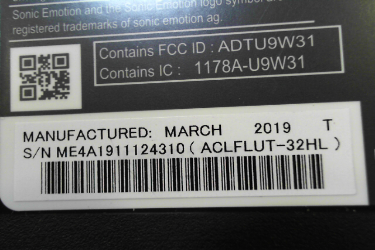 Sonic Emotion and the Sonic Emotion logo symbol are
registered trademarks of sonic emotion ag.
Contains FCC ID : ADTU9W31
Contains IC : 1178A-U9W31
MANUFACTURED: MARCH 2019 T
S/N ME4A1911124310 ( ACLFLUT-32HL )